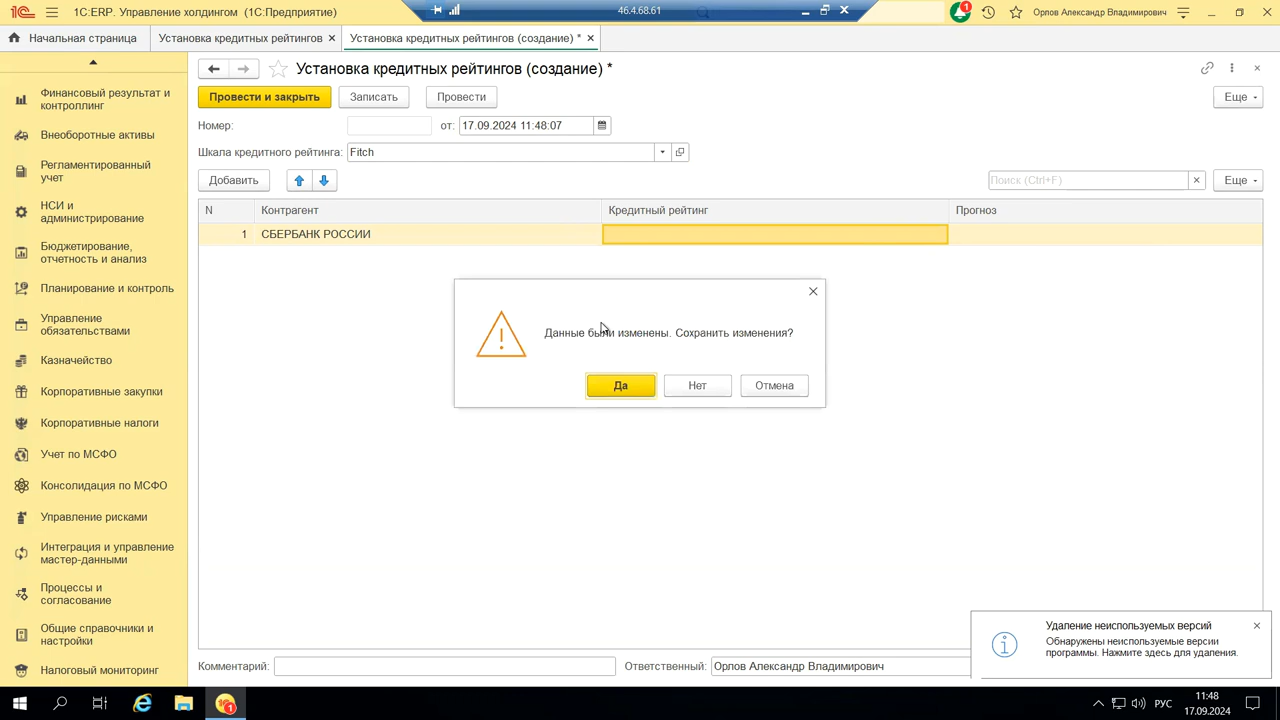 1С:ERP. Управление холдингом (1С:Предприятие)
46.4.68.61
1
Орлов Александр Владимирович
Начальная страница
Установка кредитных рейтингов ×
Установка кредитных рейтингов (создание) * ×
Установка кредитных рейтингов (создание) *
Провести и закрыть
Записать
Провести
Еще
Номер:
от:
17.09.2024 11:48:07
Шкала кредитного рейтинга:
Fitch
Добавить
Поиск (Ctrl+F)
Еще
N
Контрагент
Кредитный рейтинг
Прогноз
1
СБЕРБАНК РОССИИ
Данные были изменены. Сохранить изменения?
Да
Нет
Отмена
Финансовый результат и
контроллинг
Внеоборотные активы
Регламентированный
учет
НСИ и
администрирование
Бюджетирование,
отчетность и анализ
Планирование и контроль
Управление
обязательствами
Казначейство
Корпоративные закупки
Корпоративные налоги
Учет по МСФО
Консолидация по МСФО
Управление рисками
Интеграция и управление
мастер-данными
Процессы и
согласование
Общие справочники и
настройки
Налоговый мониторинг
Удаление неиспользуемых версий
Обнаружены неиспользуемые версии
программы. Нажмите здесь для удаления.
Комментарий:
Ответственный:
Орлов Александр Владимирович
1
РУС
11:48
17.09.2024